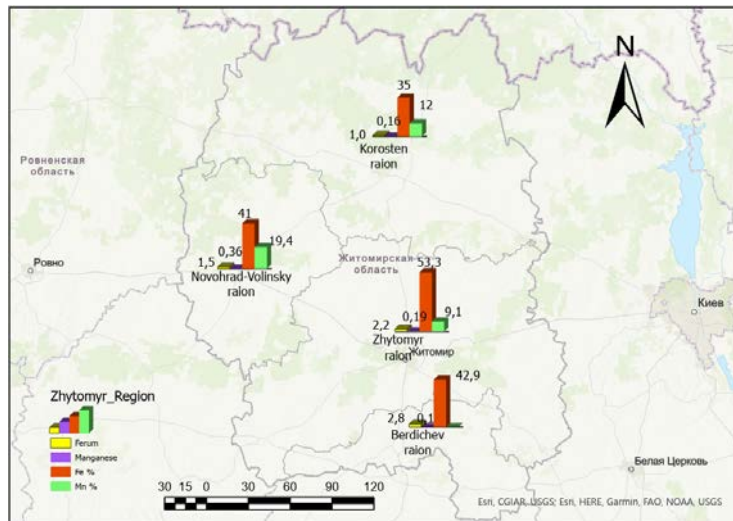 N
35
12
0,16
1,0
Korosten
raion
Ровненская
область
41
19,4
0,36
1,5
Novohrad-Volinsky
raion
Ровно
Житомирская
область
53,3
9,1
0,19
2,2
Zhytomyr
raion
Житомир
Киев
42,9
2,8
0,1
Berdichev
raion
Белая Церковь
Zhytomyr_Region
Ferum
Manganese
Fe %
Mn %
30 15 0 30 60 90 120
Esri, CGIAR, USGS; Esri, HERE, Garmin, FAO, NOAA, USGS